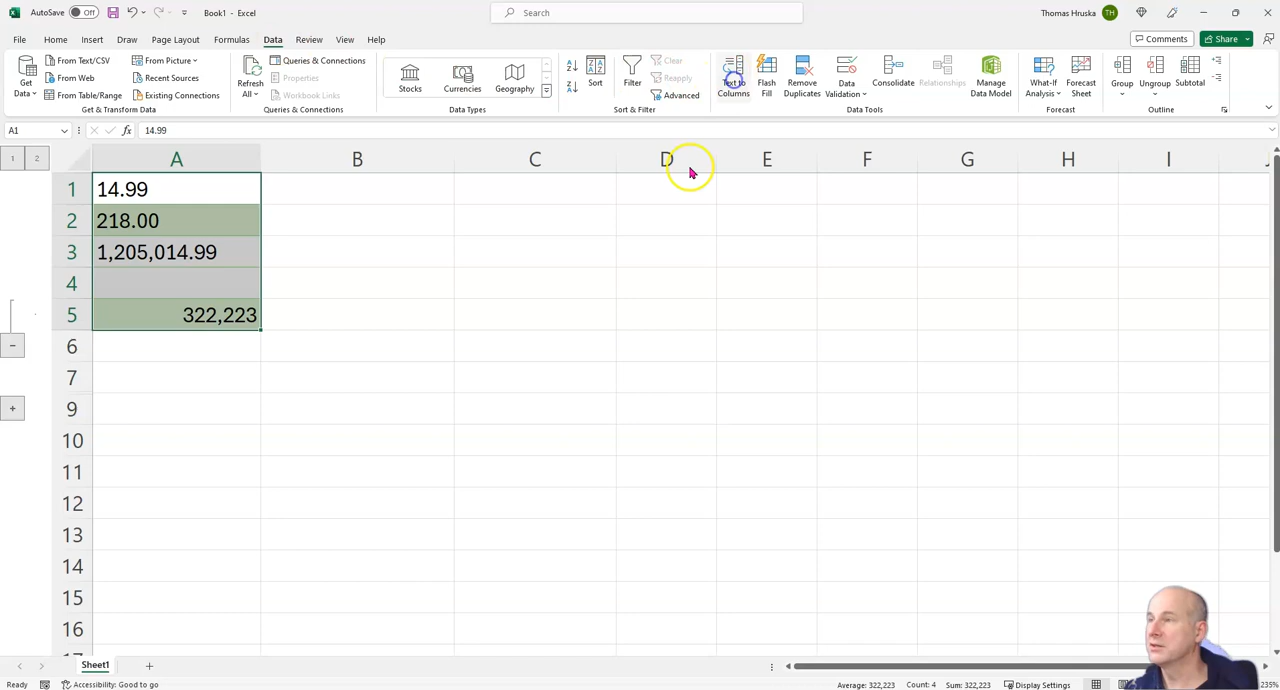 AutoSave Off Book1 - Excel Search Thomas Hruska TH
File Home Insert Draw Page Layout Formulas Data Review View Help Comments Share
Get Data
From Text/CSV
From Web
From Table/Range
From Picture
Recent Sources
Existing Connections
Get & Transform Data
Refresh All
Queries & Connections
Properties
Workbook Links
Queries & Connections
Stocks Currencies Geography
Data Types
Sort
Filter
Clear
Reapply
Advanced
Sort & Filter
Text to Columns
Flash Fill
Remove Duplicates
Data Validation
Consolidate
Relationships
Manage Data Model
Data Tools
What-If Analysis
Forecast Sheet
Forecast
Group
Ungroup
Subtotal
Outline
A1 fx 14.99
1 2 A B C D E F G H I J
1 14.99
2 218.00
3 1,205,014.99
4
5 322,223
6
7
9
10
11
12
13
14
15
16
17
Sheet1
Ready Accessibility: Good to go Average: 322,223 Count: 4 Sum: 322,223 Display Settings 235%